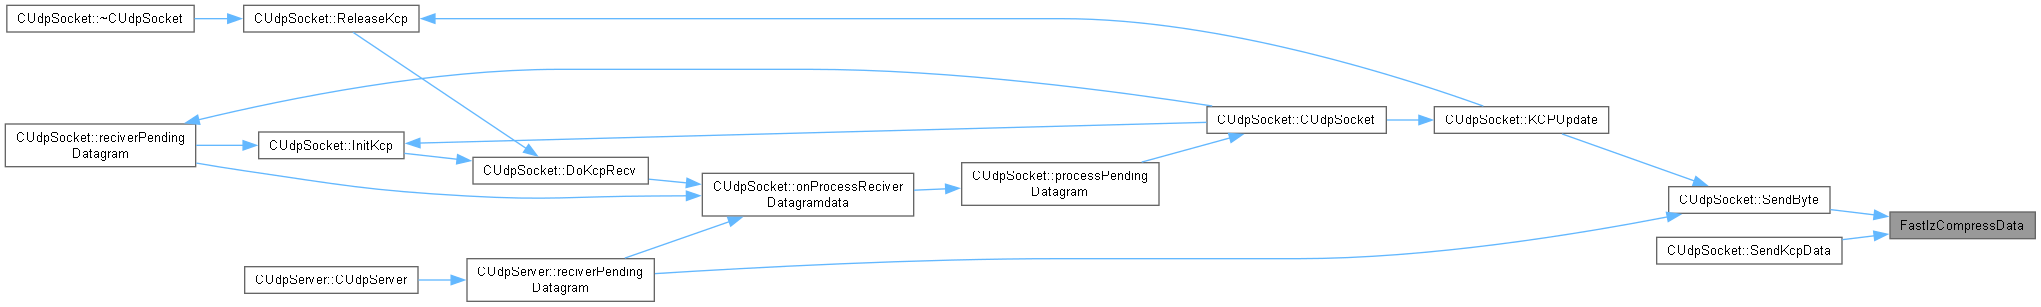 CUdpSocket::~CUdpSocket
CUdpSocket::ReleaseKcp
CUdpSocket::reciverPending
Datagram
CUdpSocket::InitKcp
CUdpSocket::DoKcpRecv
CUdpSocket::onProcessReciver
Datagramdata
CUdpSocket::processPending
Datagram
CUdpSocket::CUdpSocket
CUdpSocket::KCPUpdate
CUdpSocket::SendByte
CUdpSocket::SendKcpData
FastlzCompressData
CUdpServer::CUdpServer
CUdpServer::reciverPending
Datagram